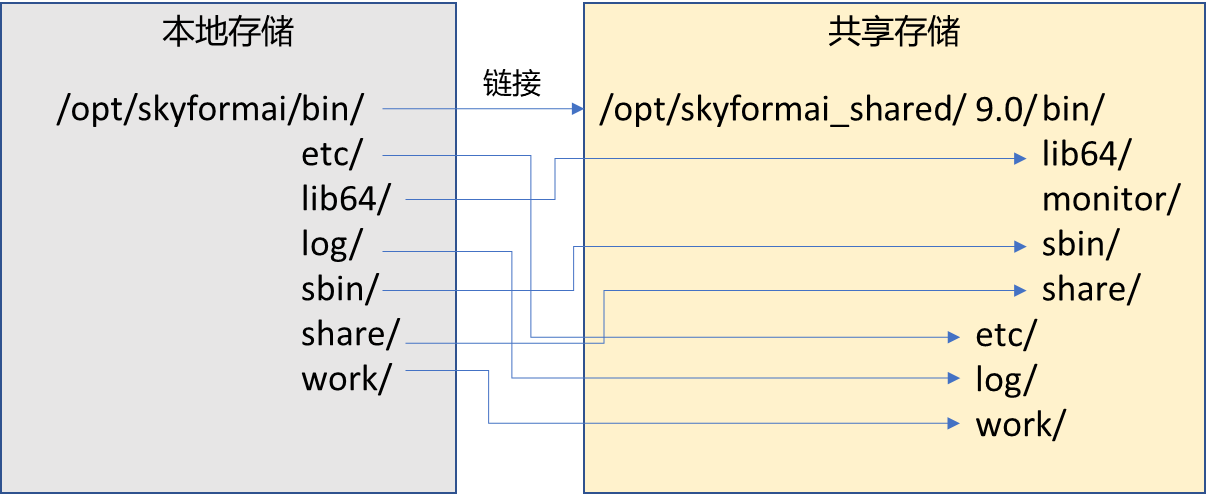 本地存储
/opt/skyformai/bin/
etc/
lib64/
log/
sbin/
share/
work/
链接
共享存储
/opt/skyformai_shared/ 9.0/bin/
lib64/
monitor/
sbin/
share/
etc/
log/
work/